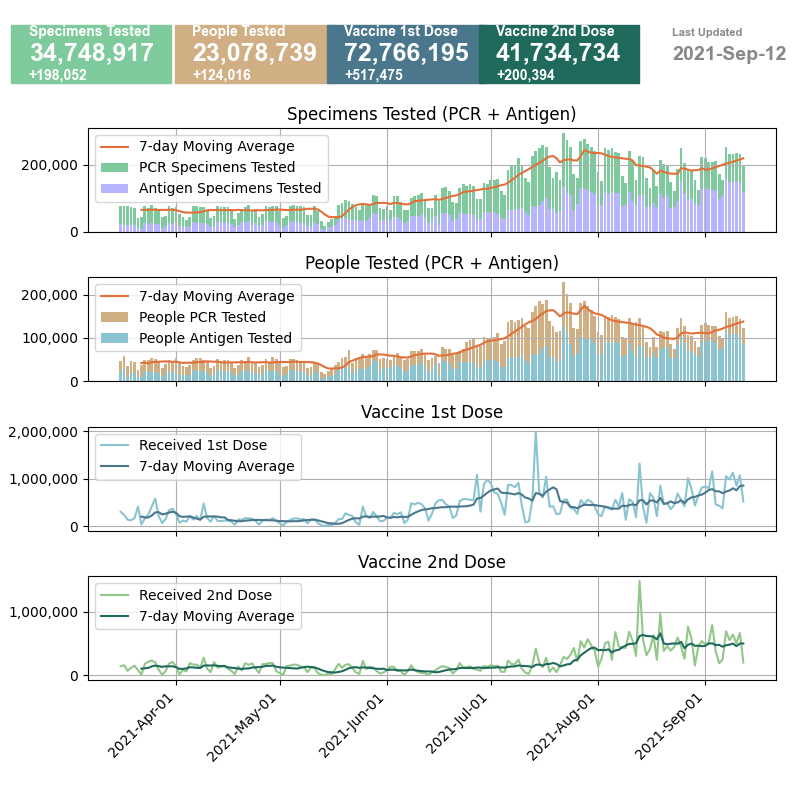 Specimens Tested
34,748,917
+198,052
People Tested
23,078,739
+124,016
Vaccine 1st Dose
72,766,195
+517,475
Vaccine 2nd Dose
41,734,734
+200,394
Last Updated
2021-Sep-12
Specimens Tested (PCR + Antigen)
200,000
0
7-day Moving Average
PCR Specimens Tested
Antigen Specimens Tested
People Tested (PCR + Antigen)
200,000
100,000
0
7-day Moving Average
People PCR Tested
People Antigen Tested
Vaccine 1st Dose
2,000,000
1,000,000
0
Received 1st Dose
7-day Moving Average
Vaccine 2nd Dose
1,000,000
0
Received 2nd Dose
7-day Moving Average
2021-Apr-01
2021-May-01
2021-Jun-01
2021-Jul-01
2021-Aug-01
2021-Sep-01